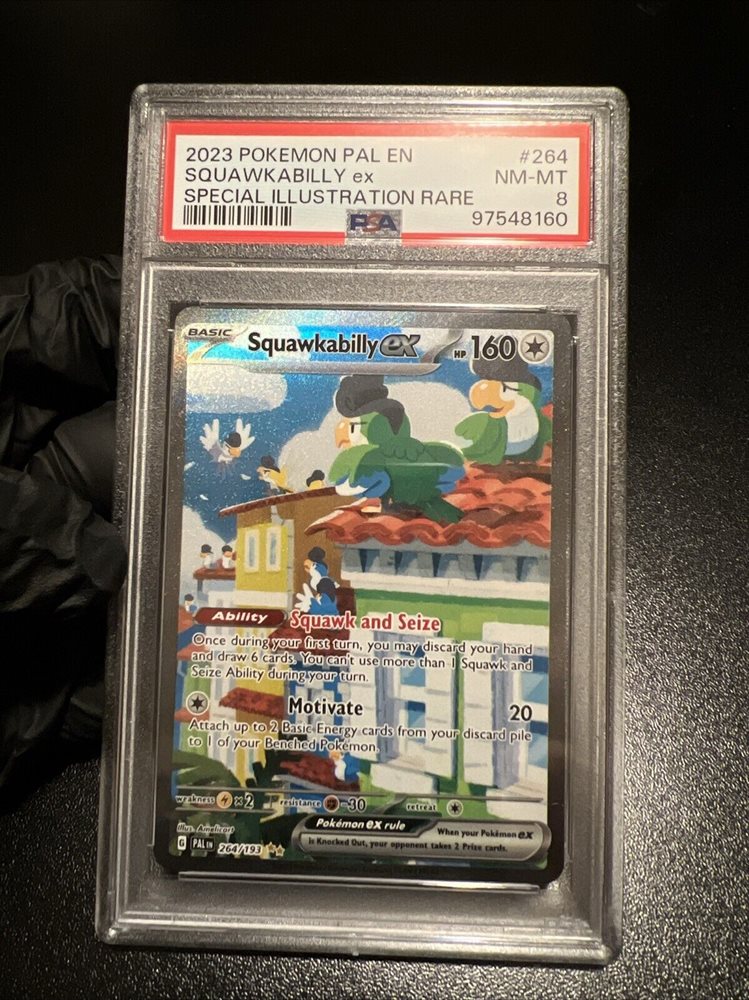 2023 POKEMON PAL EN #264
SQUAWKABILLY ex NM-MT
SPECIAL ILLUSTRATION RARE 8
PSA 97548160
BASIC Squawkabilly ex HP 160
Ability Squawk and Seize
Once during your first turn, you may discard your hand
and draw 6 cards. You can't use more than 1 Squawk and
Seize Ability during your turn.
Motivate 20
Attach up to 2 Basic Energy cards from your discard pile
to 1 of your Benched Pokémon.
weakness ×2 resistance -30 retreat
Illus. Amelicart
Pokémon ex rule When your Pokémon ex
is Knocked Out, your opponent takes 2 Prize cards.
G PAL EN 264/193